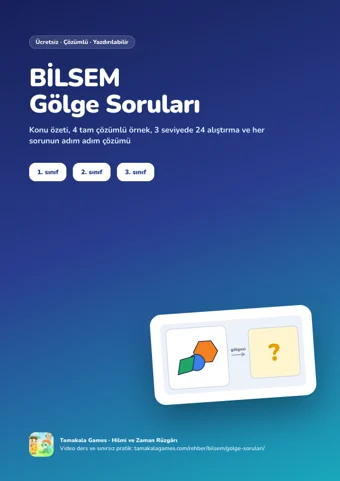 Ücretsiz · Çözümlü · Yazdırılabilir
BİLSEM
Gölge Soruları
Konu özeti, 4 tam çözümlü örnek, 3 seviyede 24 alıştırma ve her
sorunun adım adım çözümü
1. sınıf
2. sınıf
3. sınıf
gölgesi
?
Tamakala Games · Hilmi ve Zaman Rüzgârı
Video ders ve sınırsız pratik: tamakalagames.com/rehber/bilsem/golge-sorulari/